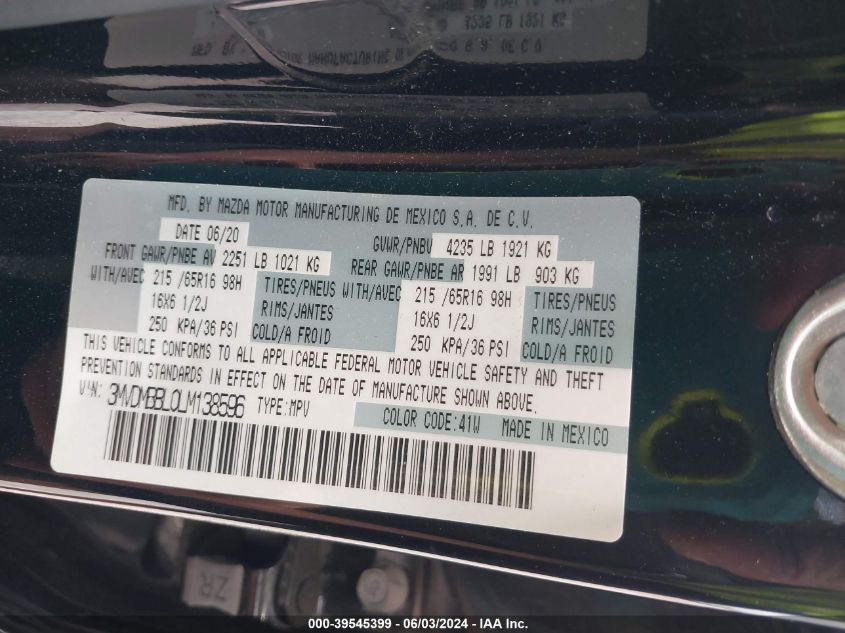 7532 LB 1921 KG
MFD. BY MAZDA MOTOR MANUFACTURING DE MEXICO S.A. DE C.V.
DATE 06/20 GVWR/PNBV 4235 LB 1921 KG
FRONT GAWR/PNBE AV 2251 LB 1021 KG REAR GAWR/PNBE AR 1991 LB 903 KG
WITH/AVEC 215 /65R16 98H TIRES/PNEUS WITH/AVEC 215 /65R16 98H TIRES/PNEUS
16X6 1/2J RIMS/JANTES 16X6 1/2J RIMS/JANTES
250 KPA/36 PSI COLD/A FROID 250 KPA/36 PSI COLD/A FROID
THIS VEHICLE CONFORMS TO ALL APPLICABLE FEDERAL MOTOR VEHICLE SAFETY AND THEFT
PREVENTION STANDARDS IN EFFECT ON THE DATE OF MANUFACTURE SHOWN ABOVE.
V.I.N: 3MVDMBBL0LM138596 TYPE:MPV COLOR CODE:41W MADE IN MEXICO
ZR
000-39545399 - 06/03/2024 - IAA Inc.